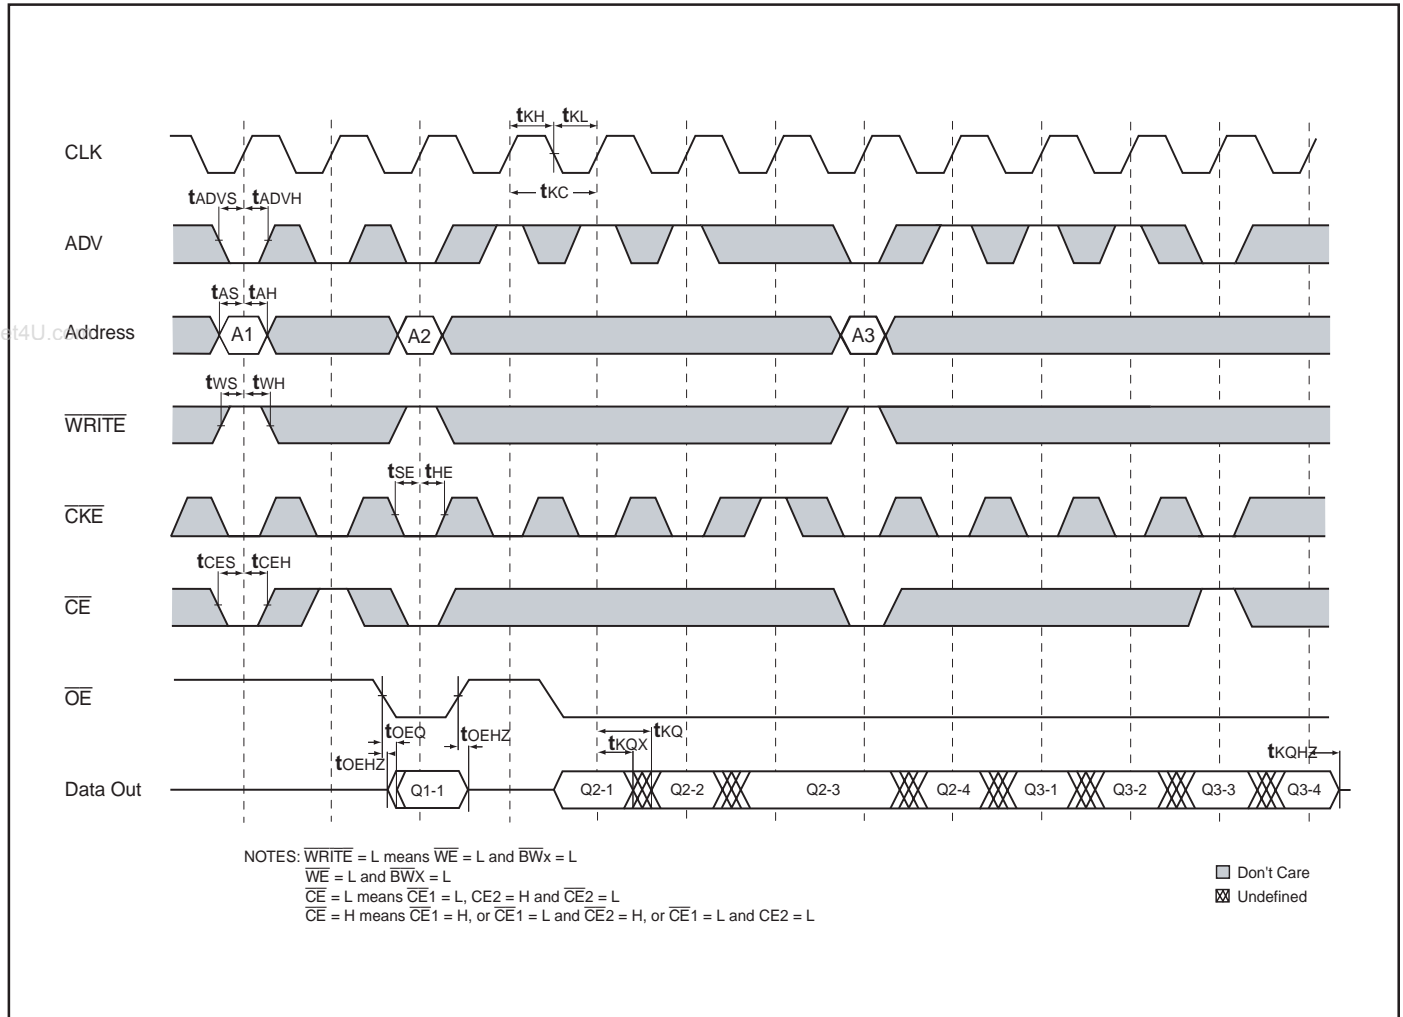 tKH tKL
CLK
tKC
tADVS tADVH
ADV
tAS tAH
et4U.com
Address
A1 A2 A3
tWS tWH
WRITE
tSE tHE
CKE
tCES tCEH
CE
OE
tOEQ tOEHZ tKQX tKQ
tOEHZ tKQHZ
Data Out
Q1-1 Q2-1 Q2-2 Q2-3 Q2-4 Q3-1 Q3-2 Q3-3 Q3-4
NOTES: WRITE = L means WE = L and BWx = L
WE = L and BWX = L
CE = L means CE1 = L, CE2 = H and CE2 = L
CE = H means CE1 = H, or CE1 = L and CE2 = H, or CE1 = L and CE2 = L
Don't Care
Undefined